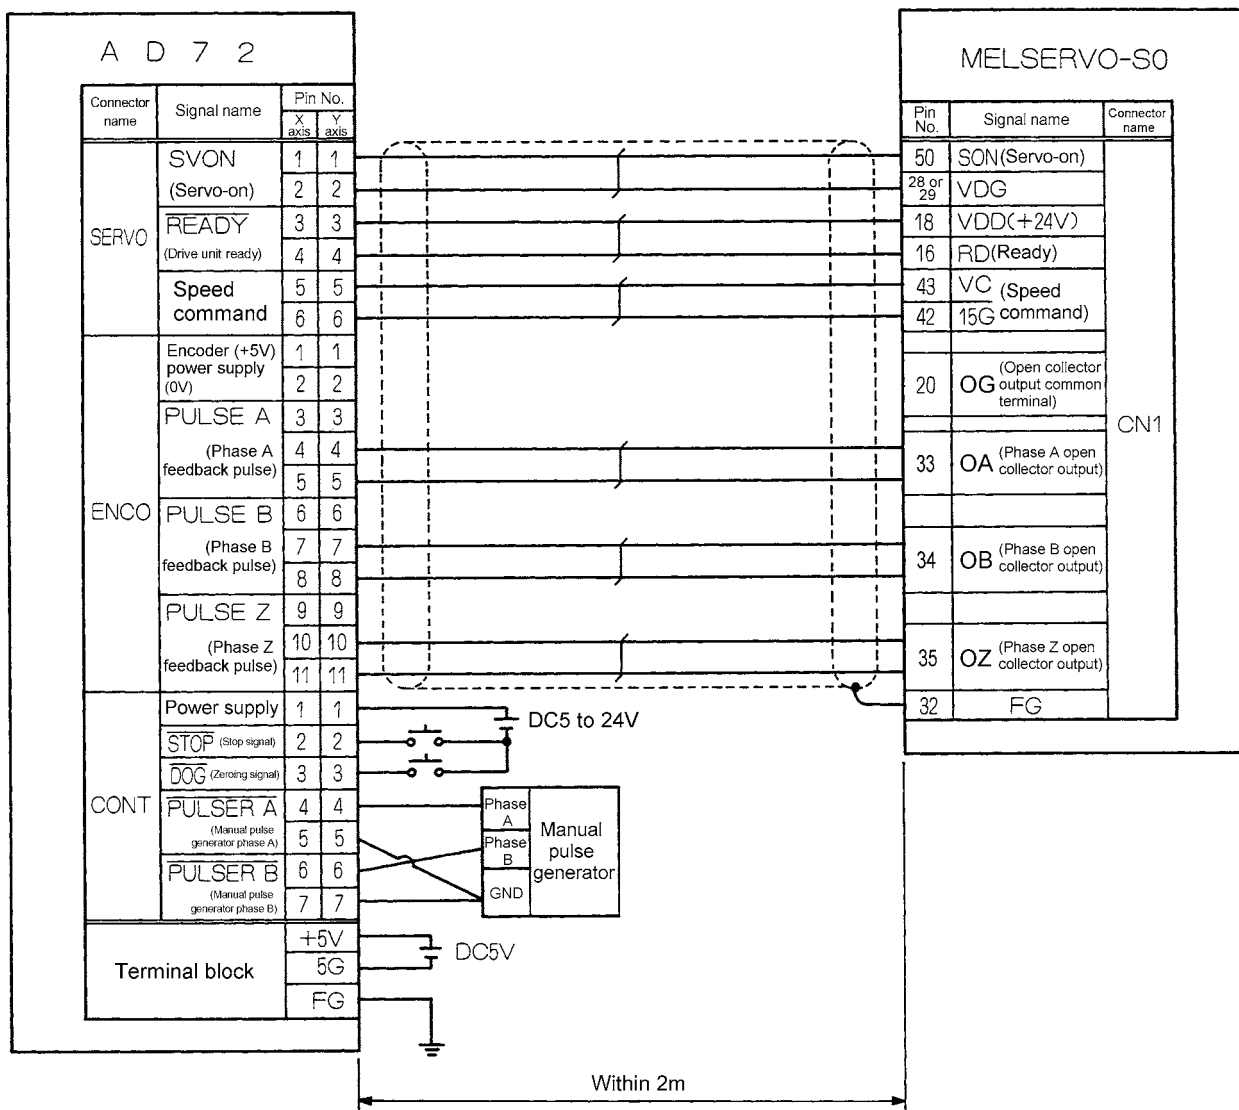 AD72
Connector name
Signal name
Pin No.
X axis
Y axis
SERVO
SVON 1 1
(Servo-on) 2 2
READY 3 3
(Drive unit ready) 4 4
Speed command 5 5
6 6
ENCO
Encoder (+5V) 1 1
power supply
(0V) 2 2
PULSE A 3 3
(Phase A 4 4
feedback pulse) 5 5
PULSE B 6 6
(Phase B 7 7
feedback pulse) 8 8
PULSE Z 9 9
(Phase Z 10 10
feedback pulse) 11 11
CONT
Power supply 1 1
STOP (Stop signal) 2 2
DOG (Zeroing signal) 3 3
PULSER A 4 4
(Manual pulse
generator phase A) 5 5
PULSER B 6 6
(Manual pulse
generator phase B) 7 7
Terminal block
+5V
5G
FG
DC5 to 24V
Phase A
Phase B
GND
Manual
pulse
generator
DC5V
Within 2m
MELSERVO-S0
Pin No.
Signal name
Connector name
50 SON(Servo-on)
28 or 29 VDG
18 VDD(+24V)
16 RD(Ready)
43 VC (Speed
42 15G command)
20 OG (Open collector
output common
terminal)
33 OA (Phase A open
collector output)
34 OB (Phase B open
collector output)
35 OZ (Phase Z open
collector output)
32 FG
CN1